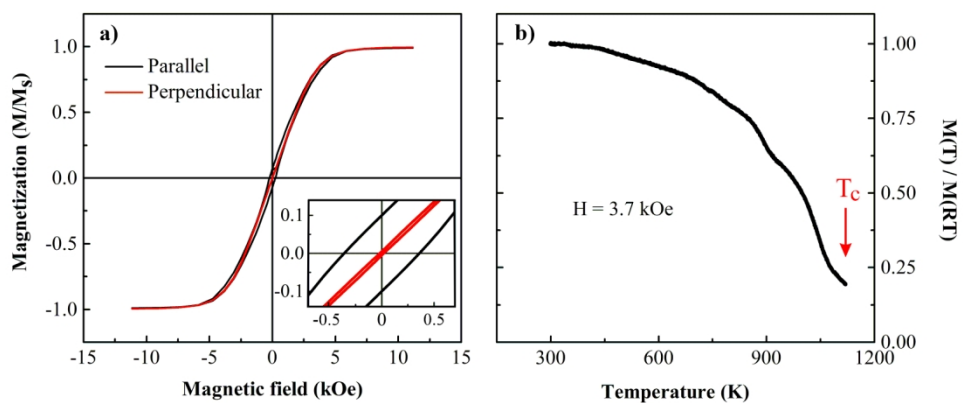 a)
Parallel
Perpendicular
Magnetization (M/Ms)
1.0
0.5
0.0
-0.5
-1.0
0.1
0.0
-0.1
-0.5 0 0.5
-15 -10 -5 0 5 10 15
Magnetic field (kOe)
b)
H = 3.7 kOe
Tc
1.00
0.75
0.50
0.25
0.00
M(T) / M(RT)
300 600 900 1200
Temperature (K)